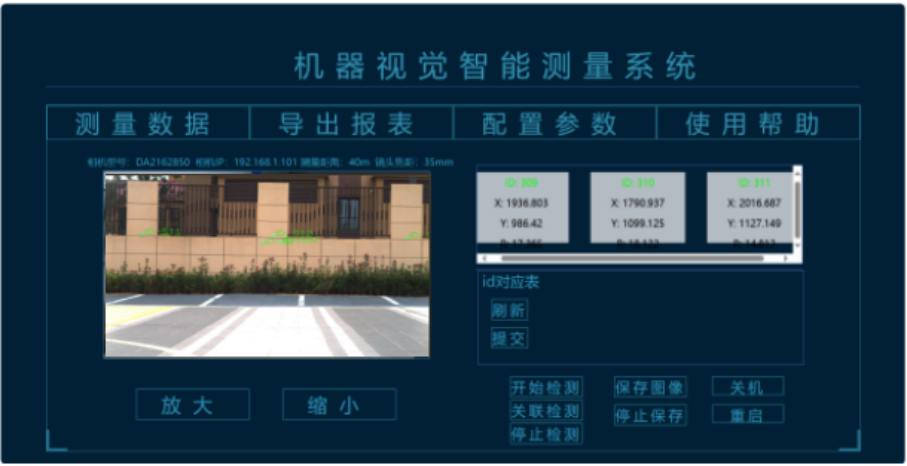 机器视觉智能测量系统
测量数据 导出报表 配置参数 使用帮助
相机型号: DA2162850 相机IP: 192.168.1.101 测量距离: 40m 镜头焦距: 35mm
ID: 309 ID: 310 ID: 311
X: 1936.803 X: 1790.937 X: 2016.687
Y: 986.42 Y: 1099.125 Y: 1127.149
id对应表
刷新
提交
放大 缩小
开始检测 保存图像 关机
关联检测 停止保存 重启
停止检测